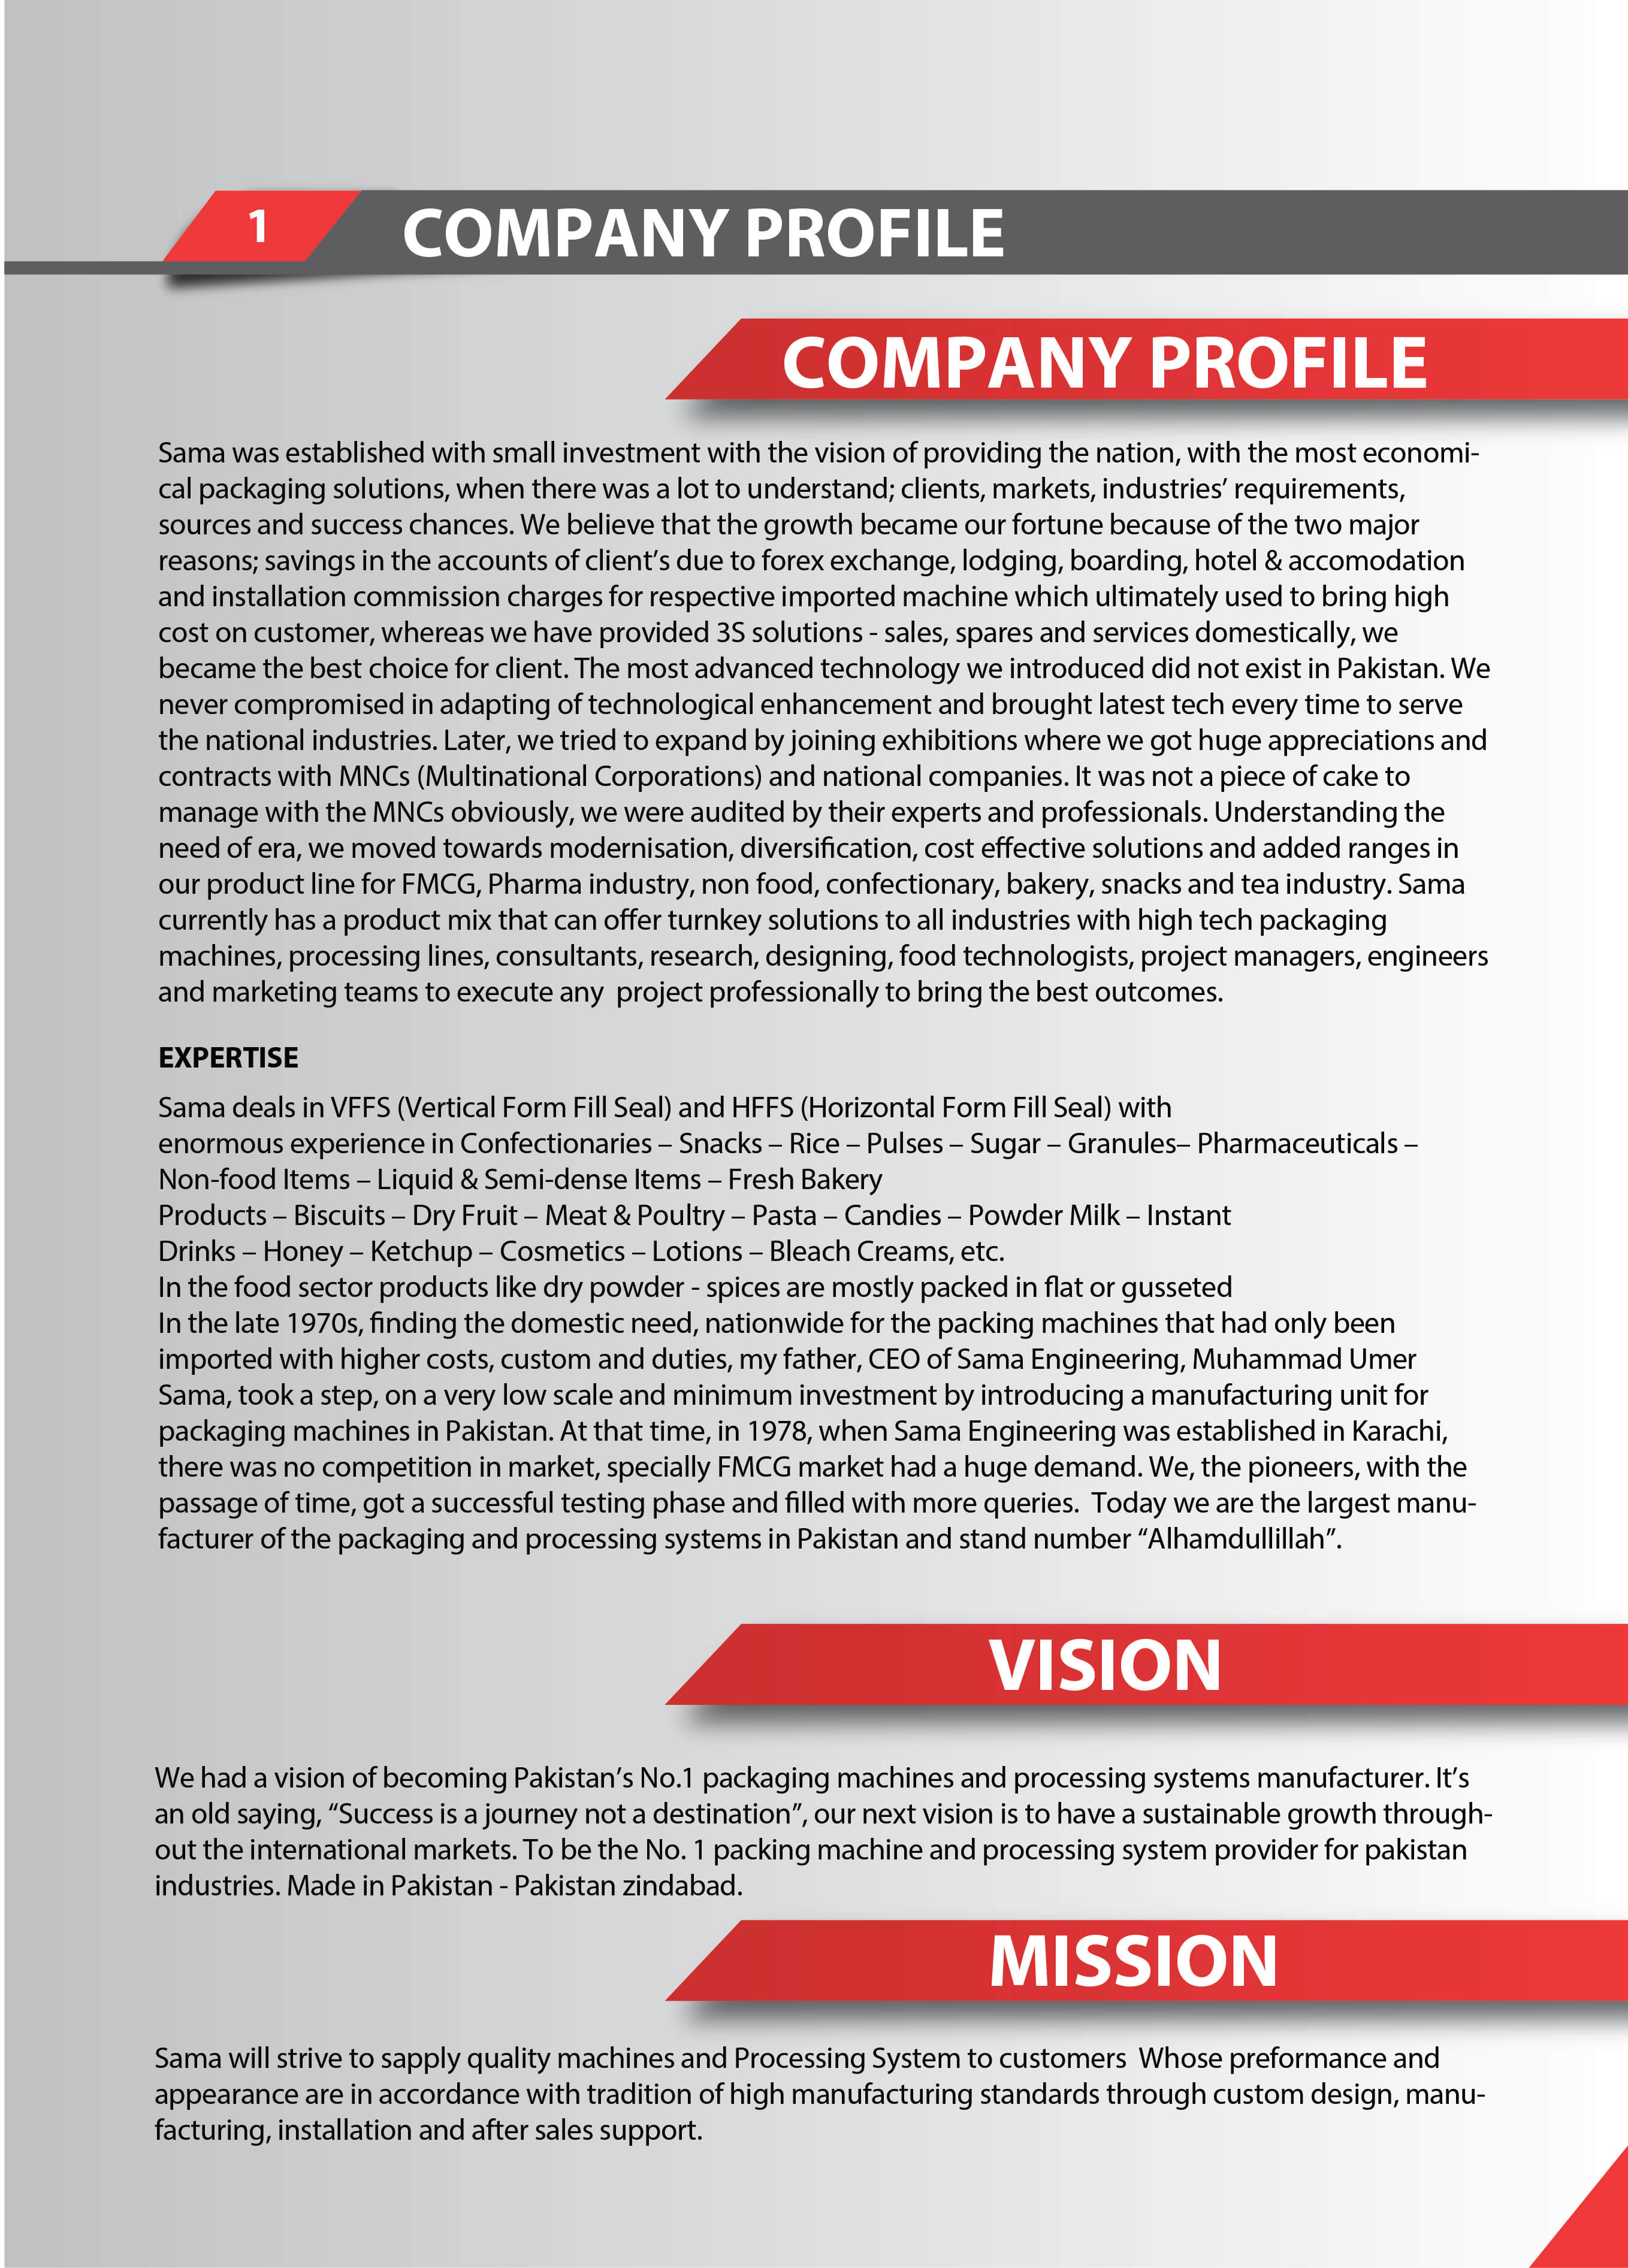 1
COMPANY PROFILE
COMPANY PROFILE
Sama was established with small investment with the vision of providing the nation, with the most economi-
cal packaging solutions, when there was a lot to understand; clients, markets, industries’ requirements,
sources and success chances. We believe that the growth became our fortune because of the two major
reasons; savings in the accounts of client’s due to forex exchange, lodging, boarding, hotel & accomodation
and installation commission charges for respective imported machine which ultimately used to bring high
cost on customer, whereas we have provided 3S solutions - sales, spares and services domestically, we
became the best choice for client. The most advanced technology we introduced did not exist in Pakistan. We
never compromised in adapting of technological enhancement and brought latest tech every time to serve
the national industries. Later, we tried to expand by joining exhibitions where we got huge appreciations and
contracts with MNCs (Multinational Corporations) and national companies. It was not a piece of cake to
manage with the MNCs obviously, we were audited by their experts and professionals. Understanding the
need of era, we moved towards modernisation, diversification, cost effective solutions and added ranges in
our product line for FMCG, Pharma industry, non food, confectionary, bakery, snacks and tea industry. Sama
currently has a product mix that can offer turnkey solutions to all industries with high tech packaging
machines, processing lines, consultants, research, designing, food technologists, project managers, engineers
and marketing teams to execute any  project professionally to bring the best outcomes.
EXPERTISE
Sama deals in VFFS (Vertical Form Fill Seal) and HFFS (Horizontal Form Fill Seal) with
enormous experience in Confectionaries – Snacks – Rice – Pulses – Sugar – Granules– Pharmaceuticals –
Non-food Items – Liquid & Semi-dense Items – Fresh Bakery
Products – Biscuits – Dry Fruit – Meat & Poultry – Pasta – Candies – Powder Milk – Instant
Drinks – Honey – Ketchup – Cosmetics – Lotions – Bleach Creams, etc.
In the food sector products like dry powder - spices are mostly packed in flat or gusseted
In the late 1970s, finding the domestic need, nationwide for the packing machines that had only been
imported with higher costs, custom and duties, my father, CEO of Sama Engineering, Muhammad Umer
Sama, took a step, on a very low scale and minimum investment by introducing a manufacturing unit for
packaging machines in Pakistan. At that time, in 1978, when Sama Engineering was established in Karachi,
there was no competition in market, specially FMCG market had a huge demand. We, the pioneers, with the
passage of time, got a successful testing phase and filled with more queries.  Today we are the largest manu-
facturer of the packaging and processing systems in Pakistan and stand number “Alhamdullillah”.
VISION
We had a vision of becoming Pakistan’s No.1 packaging machines and processing systems manufacturer. It’s
an old saying, “Success is a journey not a destination”, our next vision is to have a sustainable growth through-
out the international markets. To be the No. 1 packing machine and processing system provider for pakistan
industries. Made in Pakistan - Pakistan zindabad.
MISSION
Sama will strive to sapply quality machines and Processing System to customers  Whose preformance and
appearance are in accordance with tradition of high manufacturing standards through custom design, manu-
facturing, installation and after sales support.